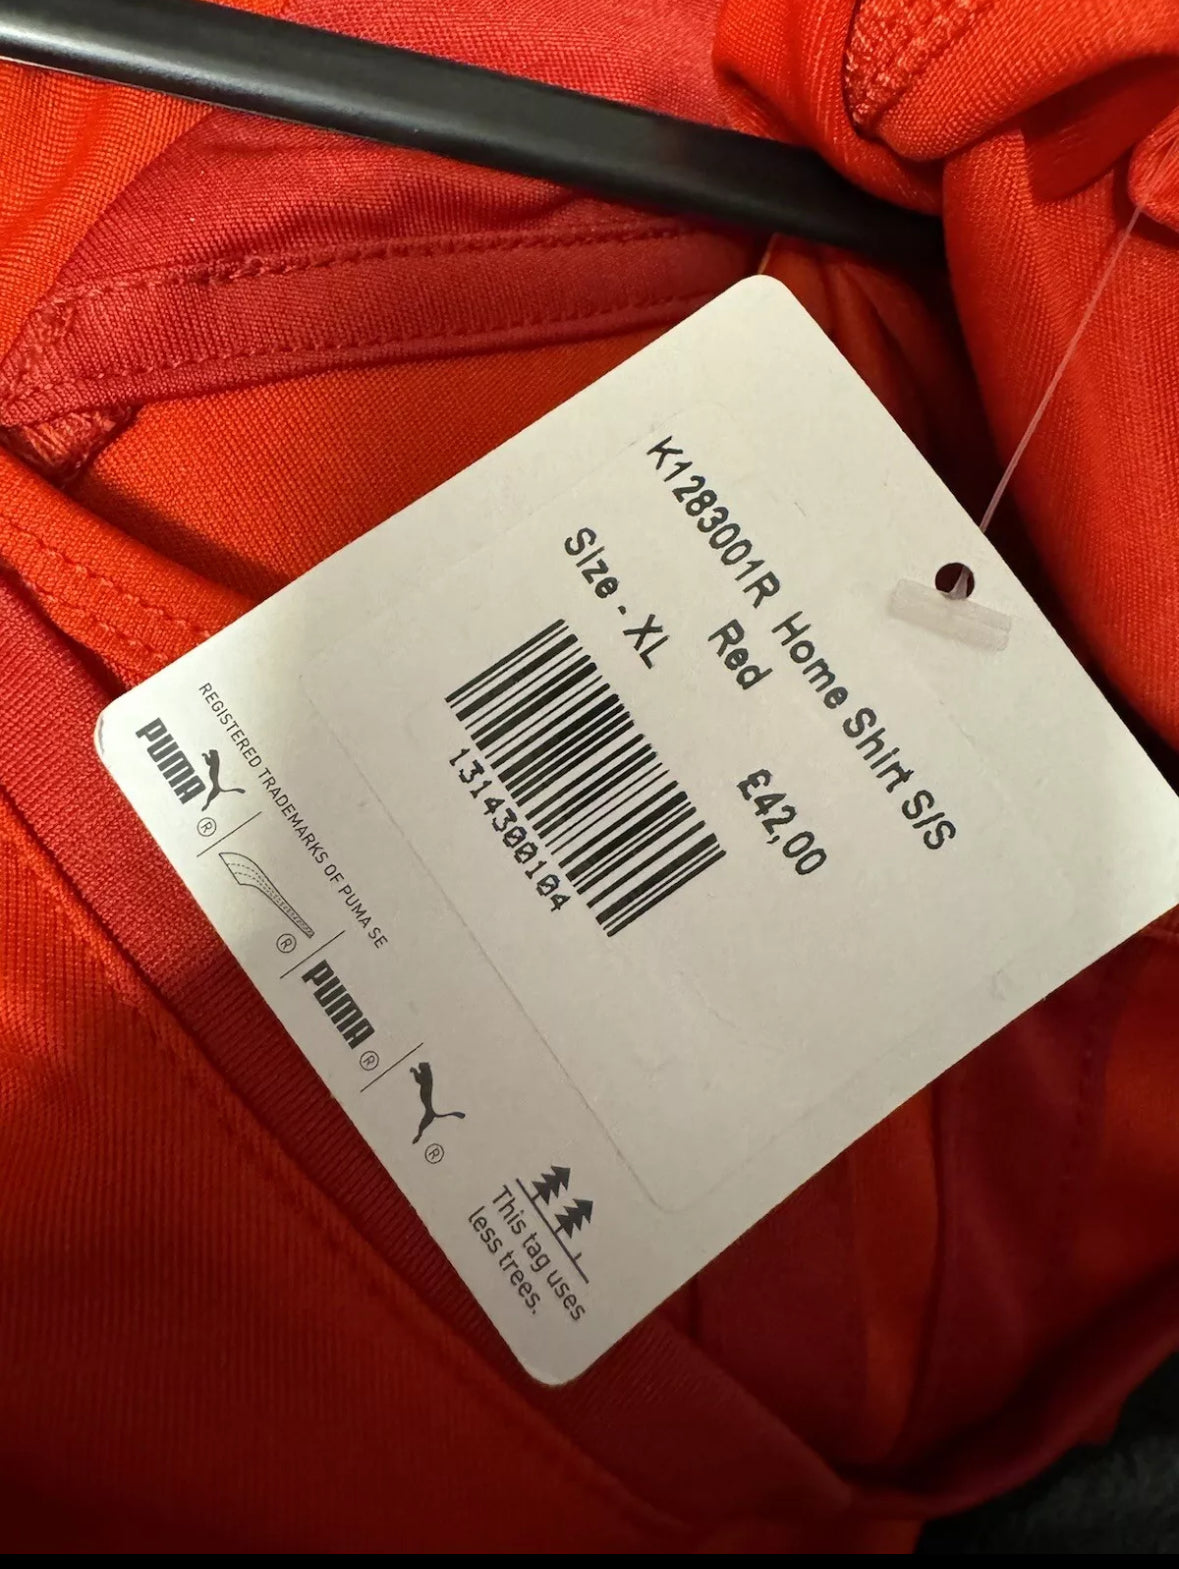 K1283001R Home Shirt S/S
Red
Size - XL
£42,00
1314300104
REGISTERED TRADEMARKS OF PUMA SE
PUMA ®
®
PUMA ®
®
This tag uses
less trees.